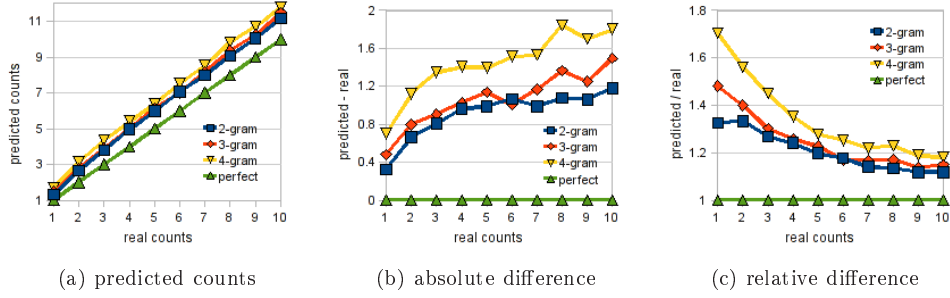 predicted counts
11
9
7
5
3
1
1 2 3 4 5 6 7 8 9 10
real counts
2-gram
3-gram
4-gram
perfect
(a) predicted counts
predicted - real
2
1.6
1.2
0.8
0.4
0
1 2 3 4 5 6 7 8 9 10
real counts
2-gram
3-gram
4-gram
perfect
(b) absolute difference
predicted / real
1.8
1.6
1.4
1.2
1
1 2 3 4 5 6 7 8 9 10
real counts
2-gram
3-gram
4-gram
perfect
(c) relative difference